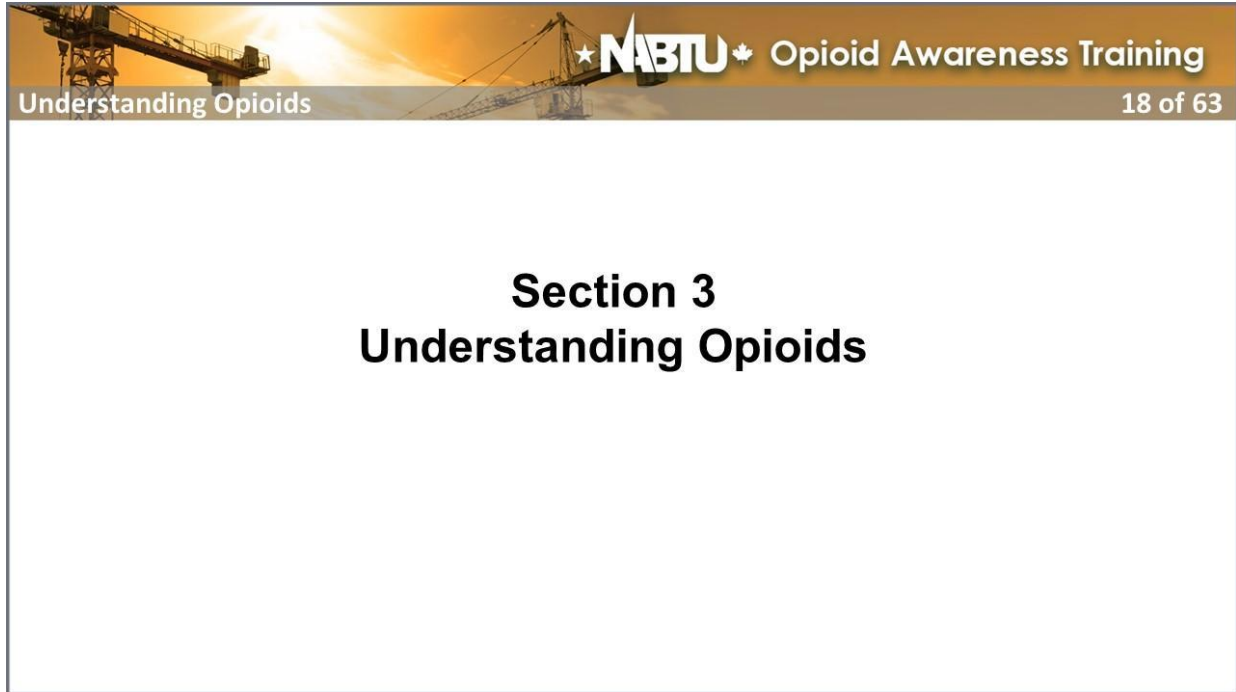 NABTU Opioid Awareness Training
Understanding Opioids
18 of 63
Section 3
Understanding Opioids